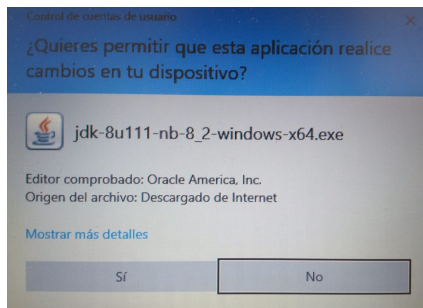 Control de cuentas de usuario
¿Quieres permitir que esta aplicación realice
cambios en tu dispositivo?
jdk-8u111-nb-8_2-windows-x64.exe
Editor comprobado: Oracle America, Inc.
Origen del archivo: Descargado de Internet
Mostrar más detalles
Sí
No